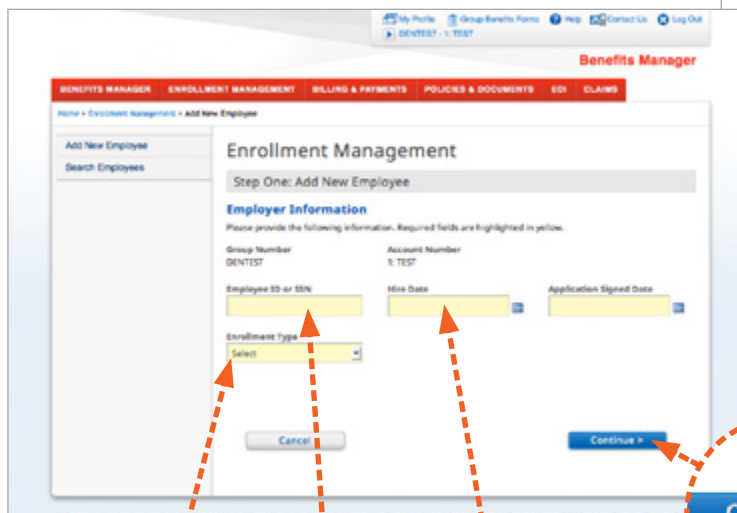 My Profile Group Benefits Forms Help Contact Us Log Out
DENTEST - 1: TEST
Benefits Manager
BENEFITS MANAGER ENROLLMENT MANAGEMENT BILLING & PAYMENTS POLICIES & DOCUMENTS EOI CLAIMS
Home > Enrollment Management > Add New Employee
Add New Employee
Search Employees
Enrollment Management
Step One: Add New Employee
Employer Information
Please provide the following information. Required fields are highlighted in yellow.
Group Number Account Number
DENTEST 1: TEST
Employee ID or SSN Hire Date Application Signed Date
Enrollment Type
Select
Cancel Continue >